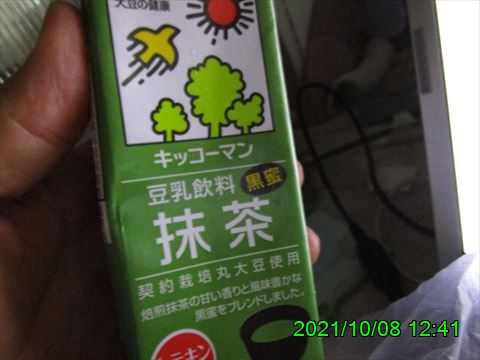 大豆の健康
キッコーマン
豆乳飲料 黒蜜
抹茶
契約栽培丸大豆使用
焙煎抹茶の甘い香りと風味豊かな
黒蜜をブレンドしました。
2021/10/08 12:41